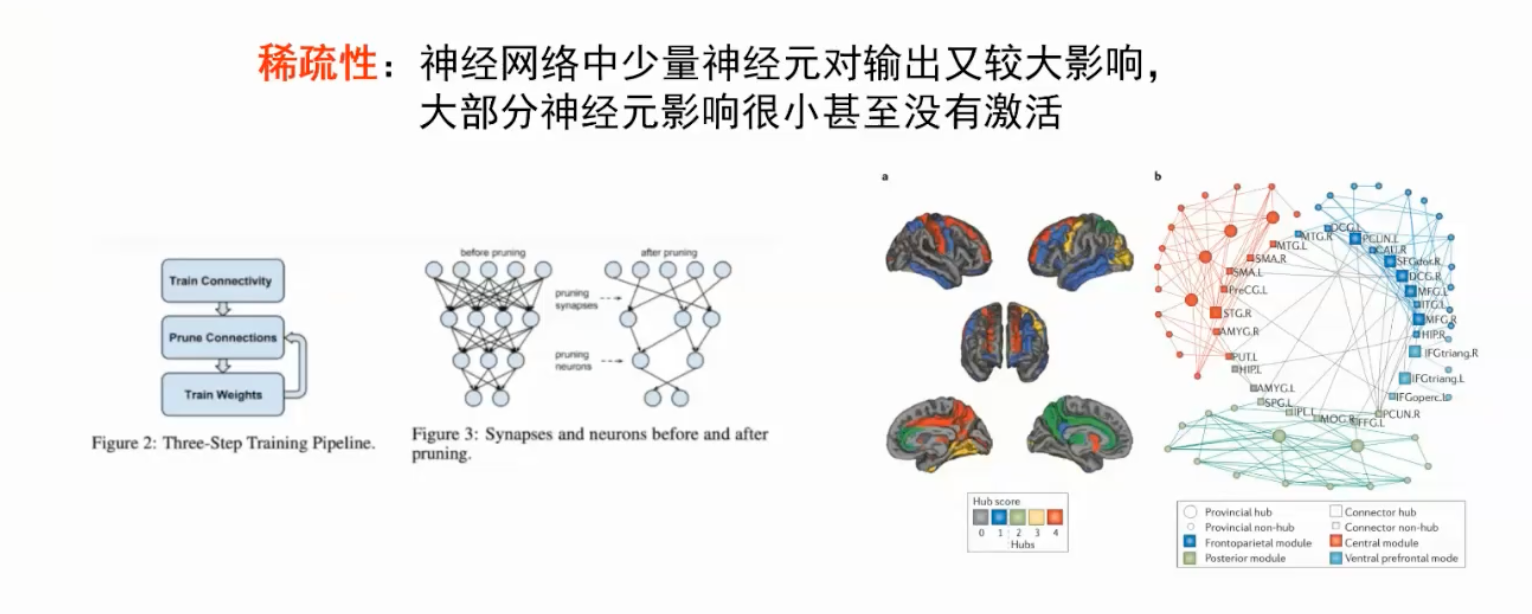 稀疏性：神经网络中少量神经元对输出又较大影响，
大部分神经元影响很小甚至没有激活
Train Connectivity
Prune Connections
Train Weights
Figure 2: Three-Step Training Pipeline.
before pruning
after pruning
pruning
synapses
pruning
neurons
Figure 3: Synapses and neurons before and after
pruning.
a
Hub score
0 1 2 3 4
Hubs
b
DCG.L
MTG.R
PCUN.L
MTG.L
CAU.R
SMA.R
SFGdor.R
SMA.L
DCG.R
PreCG.L
MFG.L
ITG.L
STG.R
MFG.R
AMYG.R
HIP.R
IFGtriang.R
PUT.L
HIP.L
IFGtriang.L
AMYG.L
IFGoperc.L
SPG.L
IPL.L
MOG.R
FFG.L
PCUN.R
Provincial hub
Connector hub
Provincial non-hub
Connector non-hub
Frontoparietal module
Central module
Posterior module
Ventral prefrontal mode